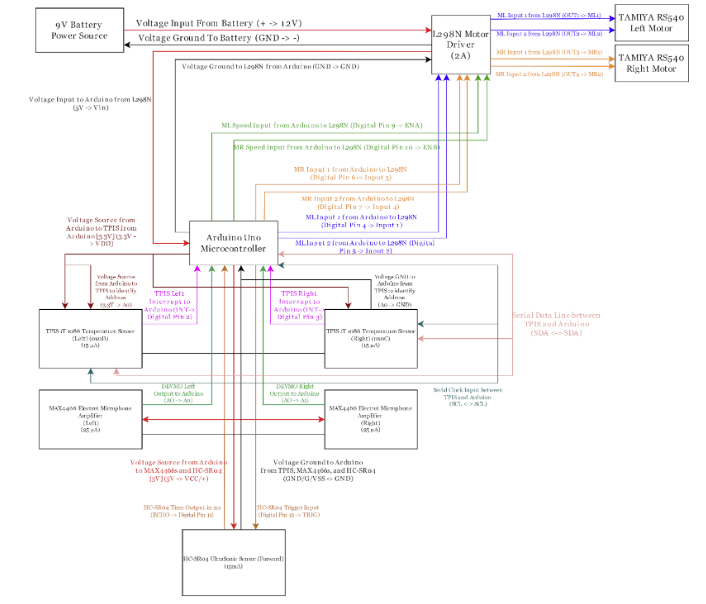 9V Battery
Power Source
Voltage Input From Battery (+ -> 12V)
Voltage Ground To Battery (GND -> -)
L298N Motor
Driver
(2A)
ML Input 1 from L298N (OUT1 -> ML1)
ML Input 2 from L298N (OUT2 -> ML2)
TAMIYA RS540
Left Motor
MR Input 1 from L298N (OUT3 -> MR1)
MR Input 2 from L298N (OUT4 -> MR2)
TAMIYA RS540
Right Motor
Voltage Ground to L298N from Arduino (GND -> GND)
Voltage Input to Arduino from L298N
(5V -> Vin)
ML Speed Input from Arduino to L298N (Digital Pin 9 -> ENA)
MR Speed Input from Arduino to L298N (Digital Pin 10 -> ENB)
MR Input 1 from Arduino to L298N
(Digital Pin 6 -> Input 3)
MR Input 2 from Arduino to L298N
(Digital Pin 7 -> Input 4)
ML Input 1 from Arduino to L298N
(Digital Pin 4 -> Input 1)
ML Input 2 from Arduino to L298N (Digital
Pin 5 -> Input 2)
Arduino Uno
Microcontroller
Voltage Source from
Arduino to TPIS from
Arduino [3.3V] (3.3V -
> VDD)
Voltage Source
from Arduino to
TPIS to identify
Address
(3.3V -> A0)
TPIS Left
Interrupt to
Arduino (INT->
Digital Pin 2)
TPIS Right
Interrupt to
Arduino (INT->
Digital Pin 3)
Voltage GND to
Arduino from
TPIS to identify
Address
(A0 -> GND)
TPIS 1T 1086 Temperature Sensor
(Left) (0x0D)
(15 µA)
TPIS 1T 1086 Temperature Sensor
(Right) (0x0C)
(15 µA)
Serial Data Line between
TPIS and Arduino
(SDA <-> SDA)
DEVMO Left
Output to Arduino
DEVMO Right
Output to Arduino
Serial Clock Input between
TPIS and Arduino
(SCL <-> SCL)
MAX4466 Electret Microphone
Amplifier
(Left)
(25 µA)
MAX4466 Electret Microphone
Amplifier
(Right)
(25 µA)
Voltage Source from Arduino
to MAX4466s and HC-SR04
[5V] (5V -> VCC/+)
Voltage Ground to Arduino
from TPIS, MAX4466s, and HC-SR04
(GND/G/VSS -> GND)
HC-SR04 Time Output in ms
(ECHO -> Digital Pin 11)
HC-SR04 Trigger Input
(Digital Pin 12 -> TRIG)
HC-SR04 UltraSonic Sensor (Forward)
(15mA)